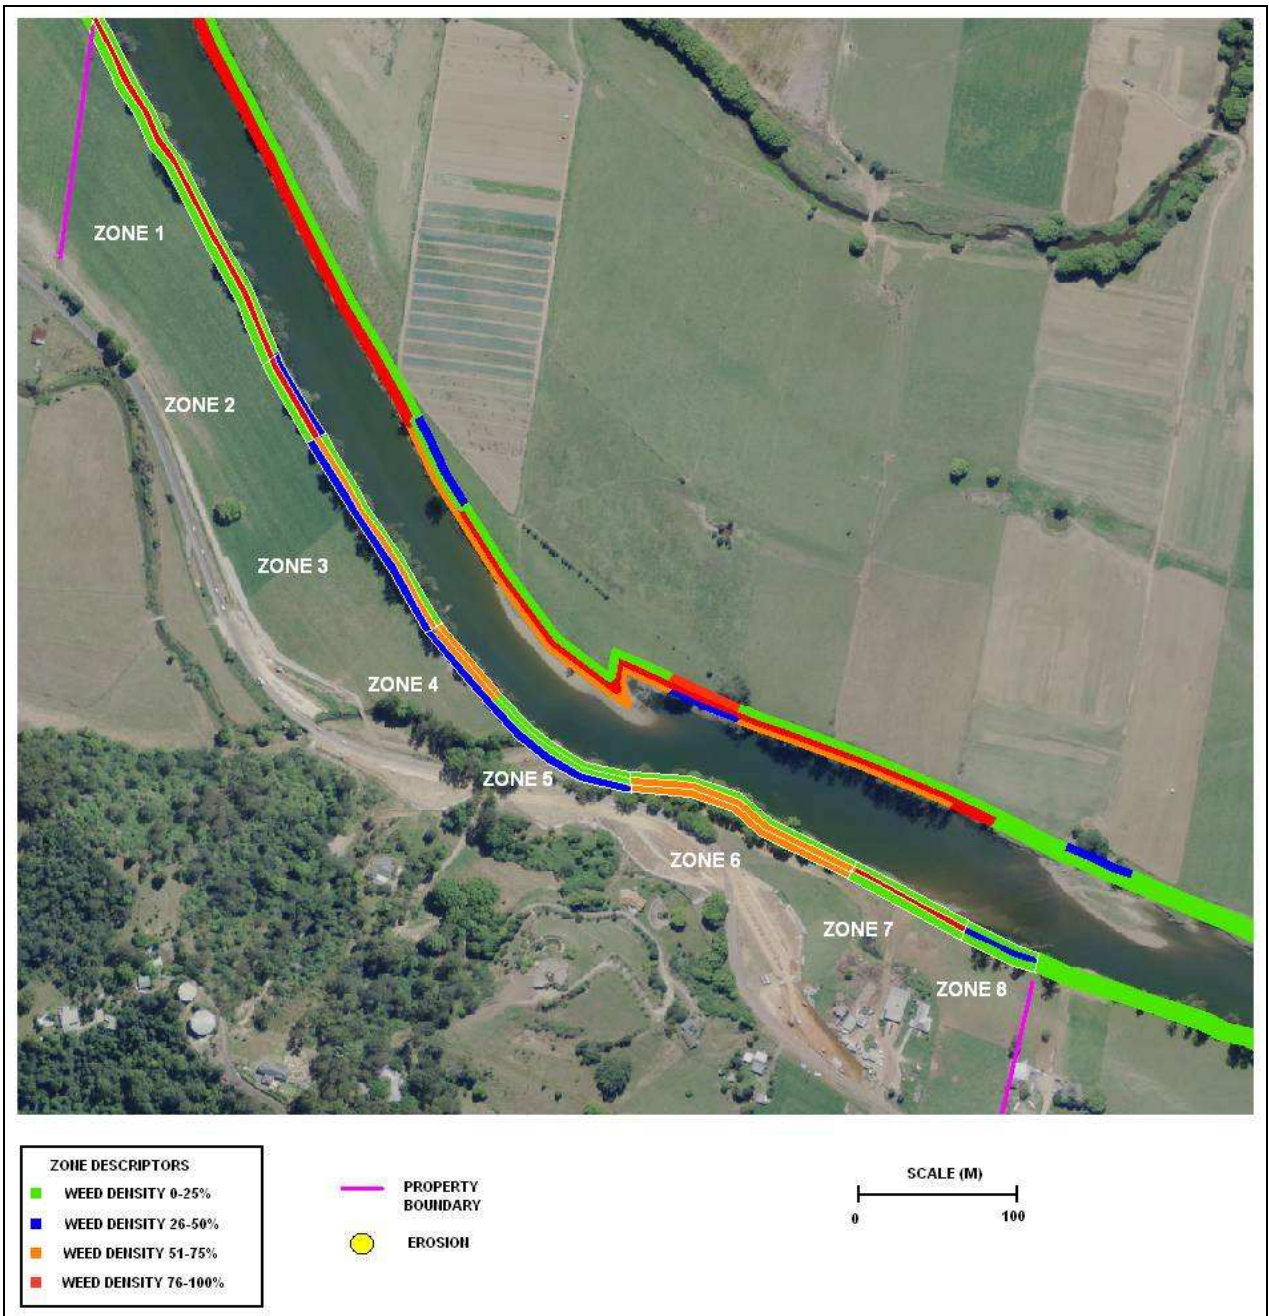 ZONE 1
ZONE 2
ZONE 3
ZONE 4
ZONE 5
ZONE 6
ZONE 7
ZONE 8
ZONE DESCRIPTORS
WEED DENSITY 0-25%
WEED DENSITY 26-50%
WEED DENSITY 51-75%
WEED DENSITY 76-100%
PROPERTY
BOUNDARY
EROSION
SCALE (M)
0 100